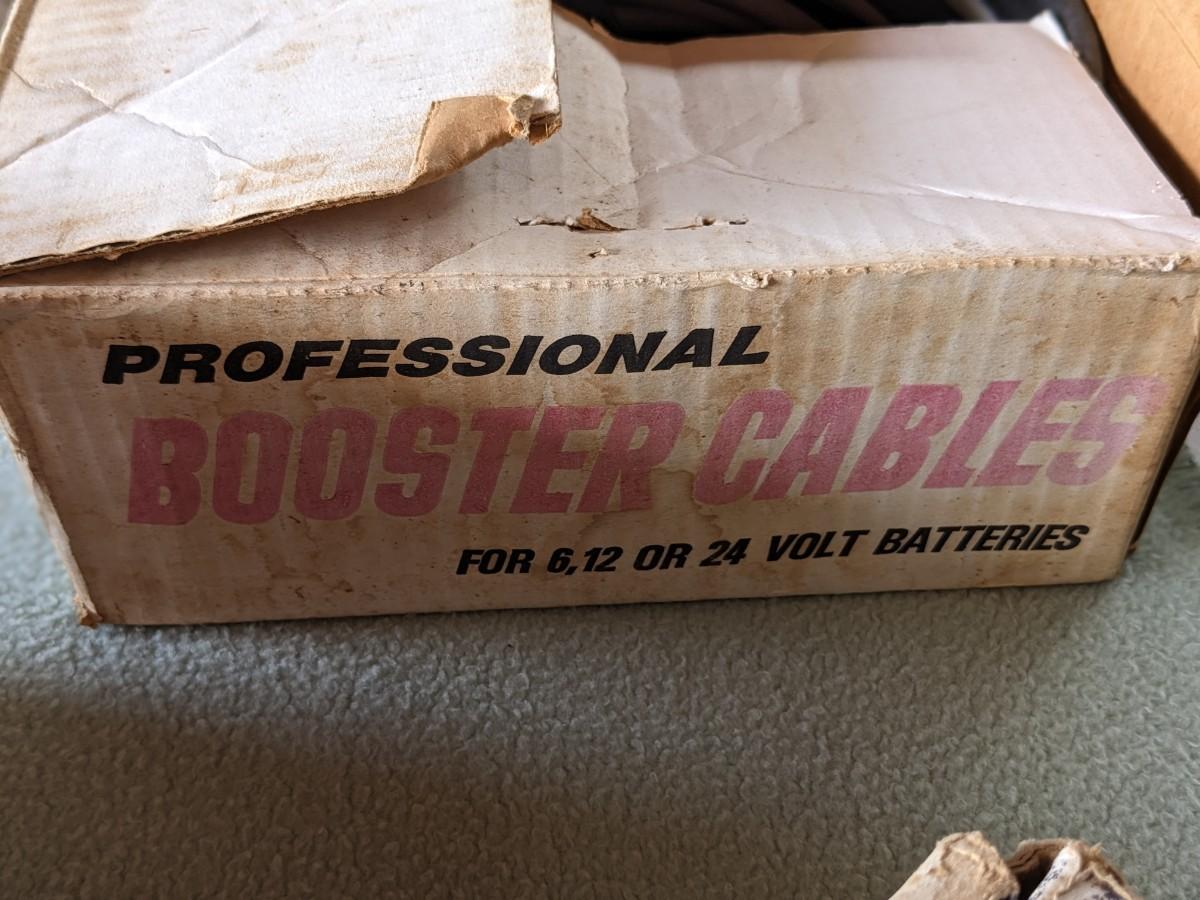 PROFESSIONAL
BOOSTER CABLES
FOR 6,12 OR 24 VOLT BATTERIES